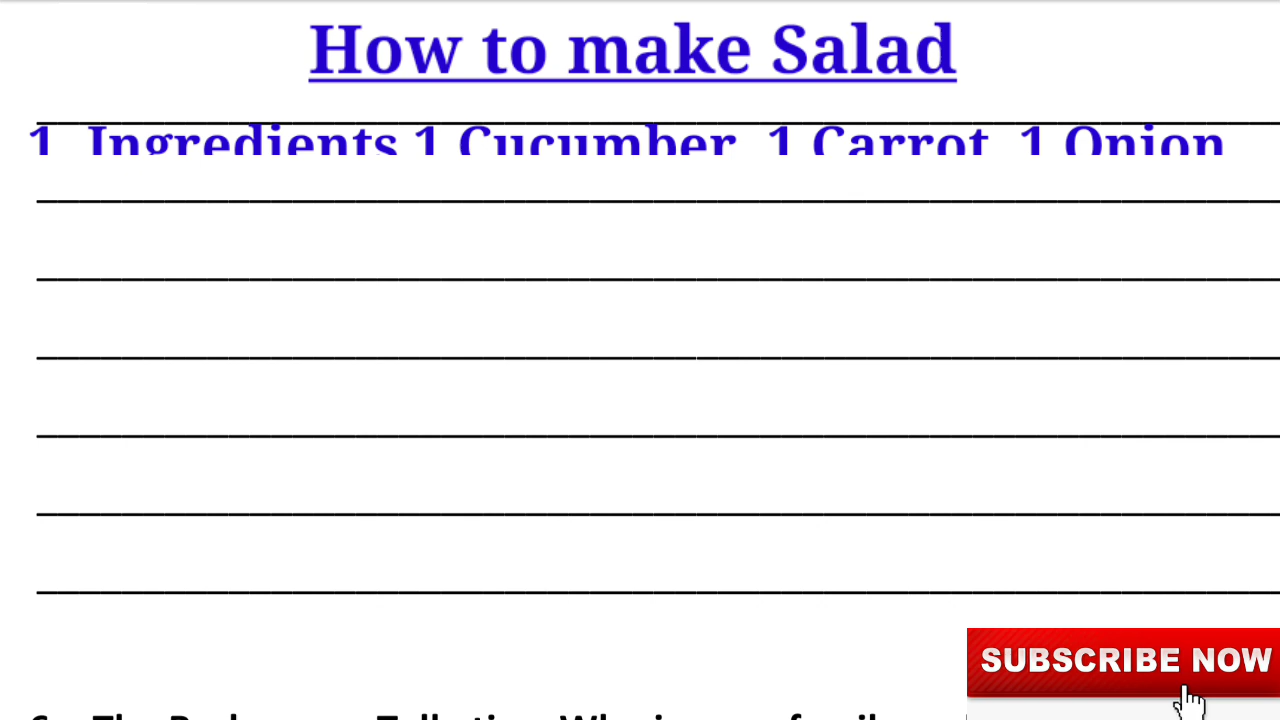 How to make Salad
1 Ingredients 1 Cucumber 1 Carrot 1 Onion
SUBSCRIBE NOW